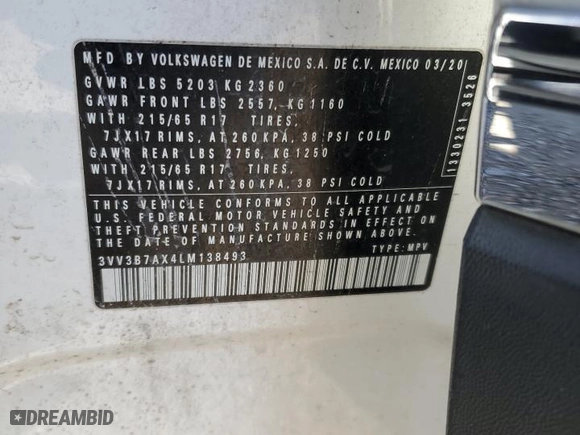 MFD BY VOLKSWAGEN DE MEXICO S.A. DE C.V. MEXICO 03/20
GVWR LBS 5203 KG 2360
GAWR FRONT LBS 2557, KG 1160
WITH 215/65 R17 TIRES,
7JX17 RIMS, AT 260 KPA, 38 PSI COLD
GAWR REAR LBS 2756, KG 1250
WITH 215/65 R17 TIRES,
7JX17 RIMS, AT 260 KPA, 38 PSI COLD
THIS VEHICLE CONFORMS TO ALL APPLICABLE
U.S. FEDERAL MOTOR VEHICLE SAFETY AND
THEFT PREVENTION STANDARDS IN EFFECT ON
THE DATE OF MANUFACTURE SHOWN ABOVE.
3VV3B7AX4LM138493 TYPE: MPV
1330231 3526
DREAMBID